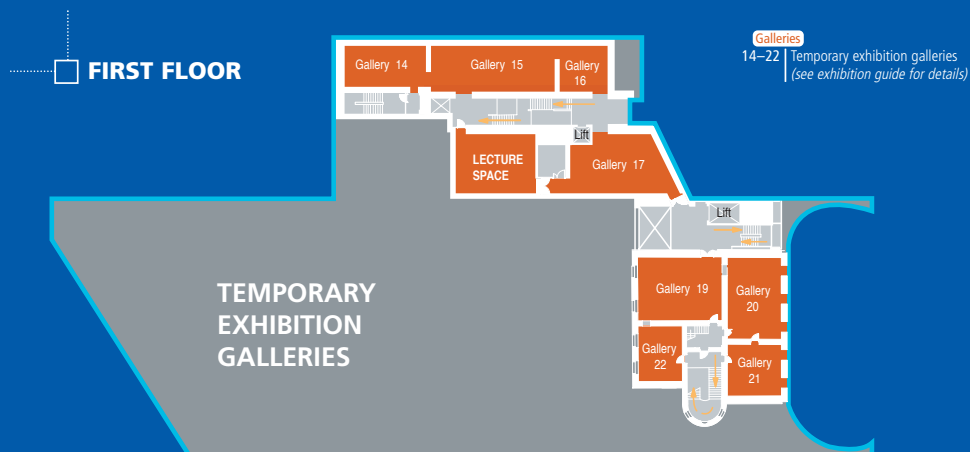 FIRST FLOOR
Galleries
14–22 Temporary exhibition galleries
(see exhibition guide for details)
Gallery 14
Gallery 15
Gallery
16
Lift
LECTURE
SPACE
Gallery 17
Lift
TEMPORARY
EXHIBITION
GALLERIES
Gallery 19
Gallery
20
Gallery
22
Gallery
21